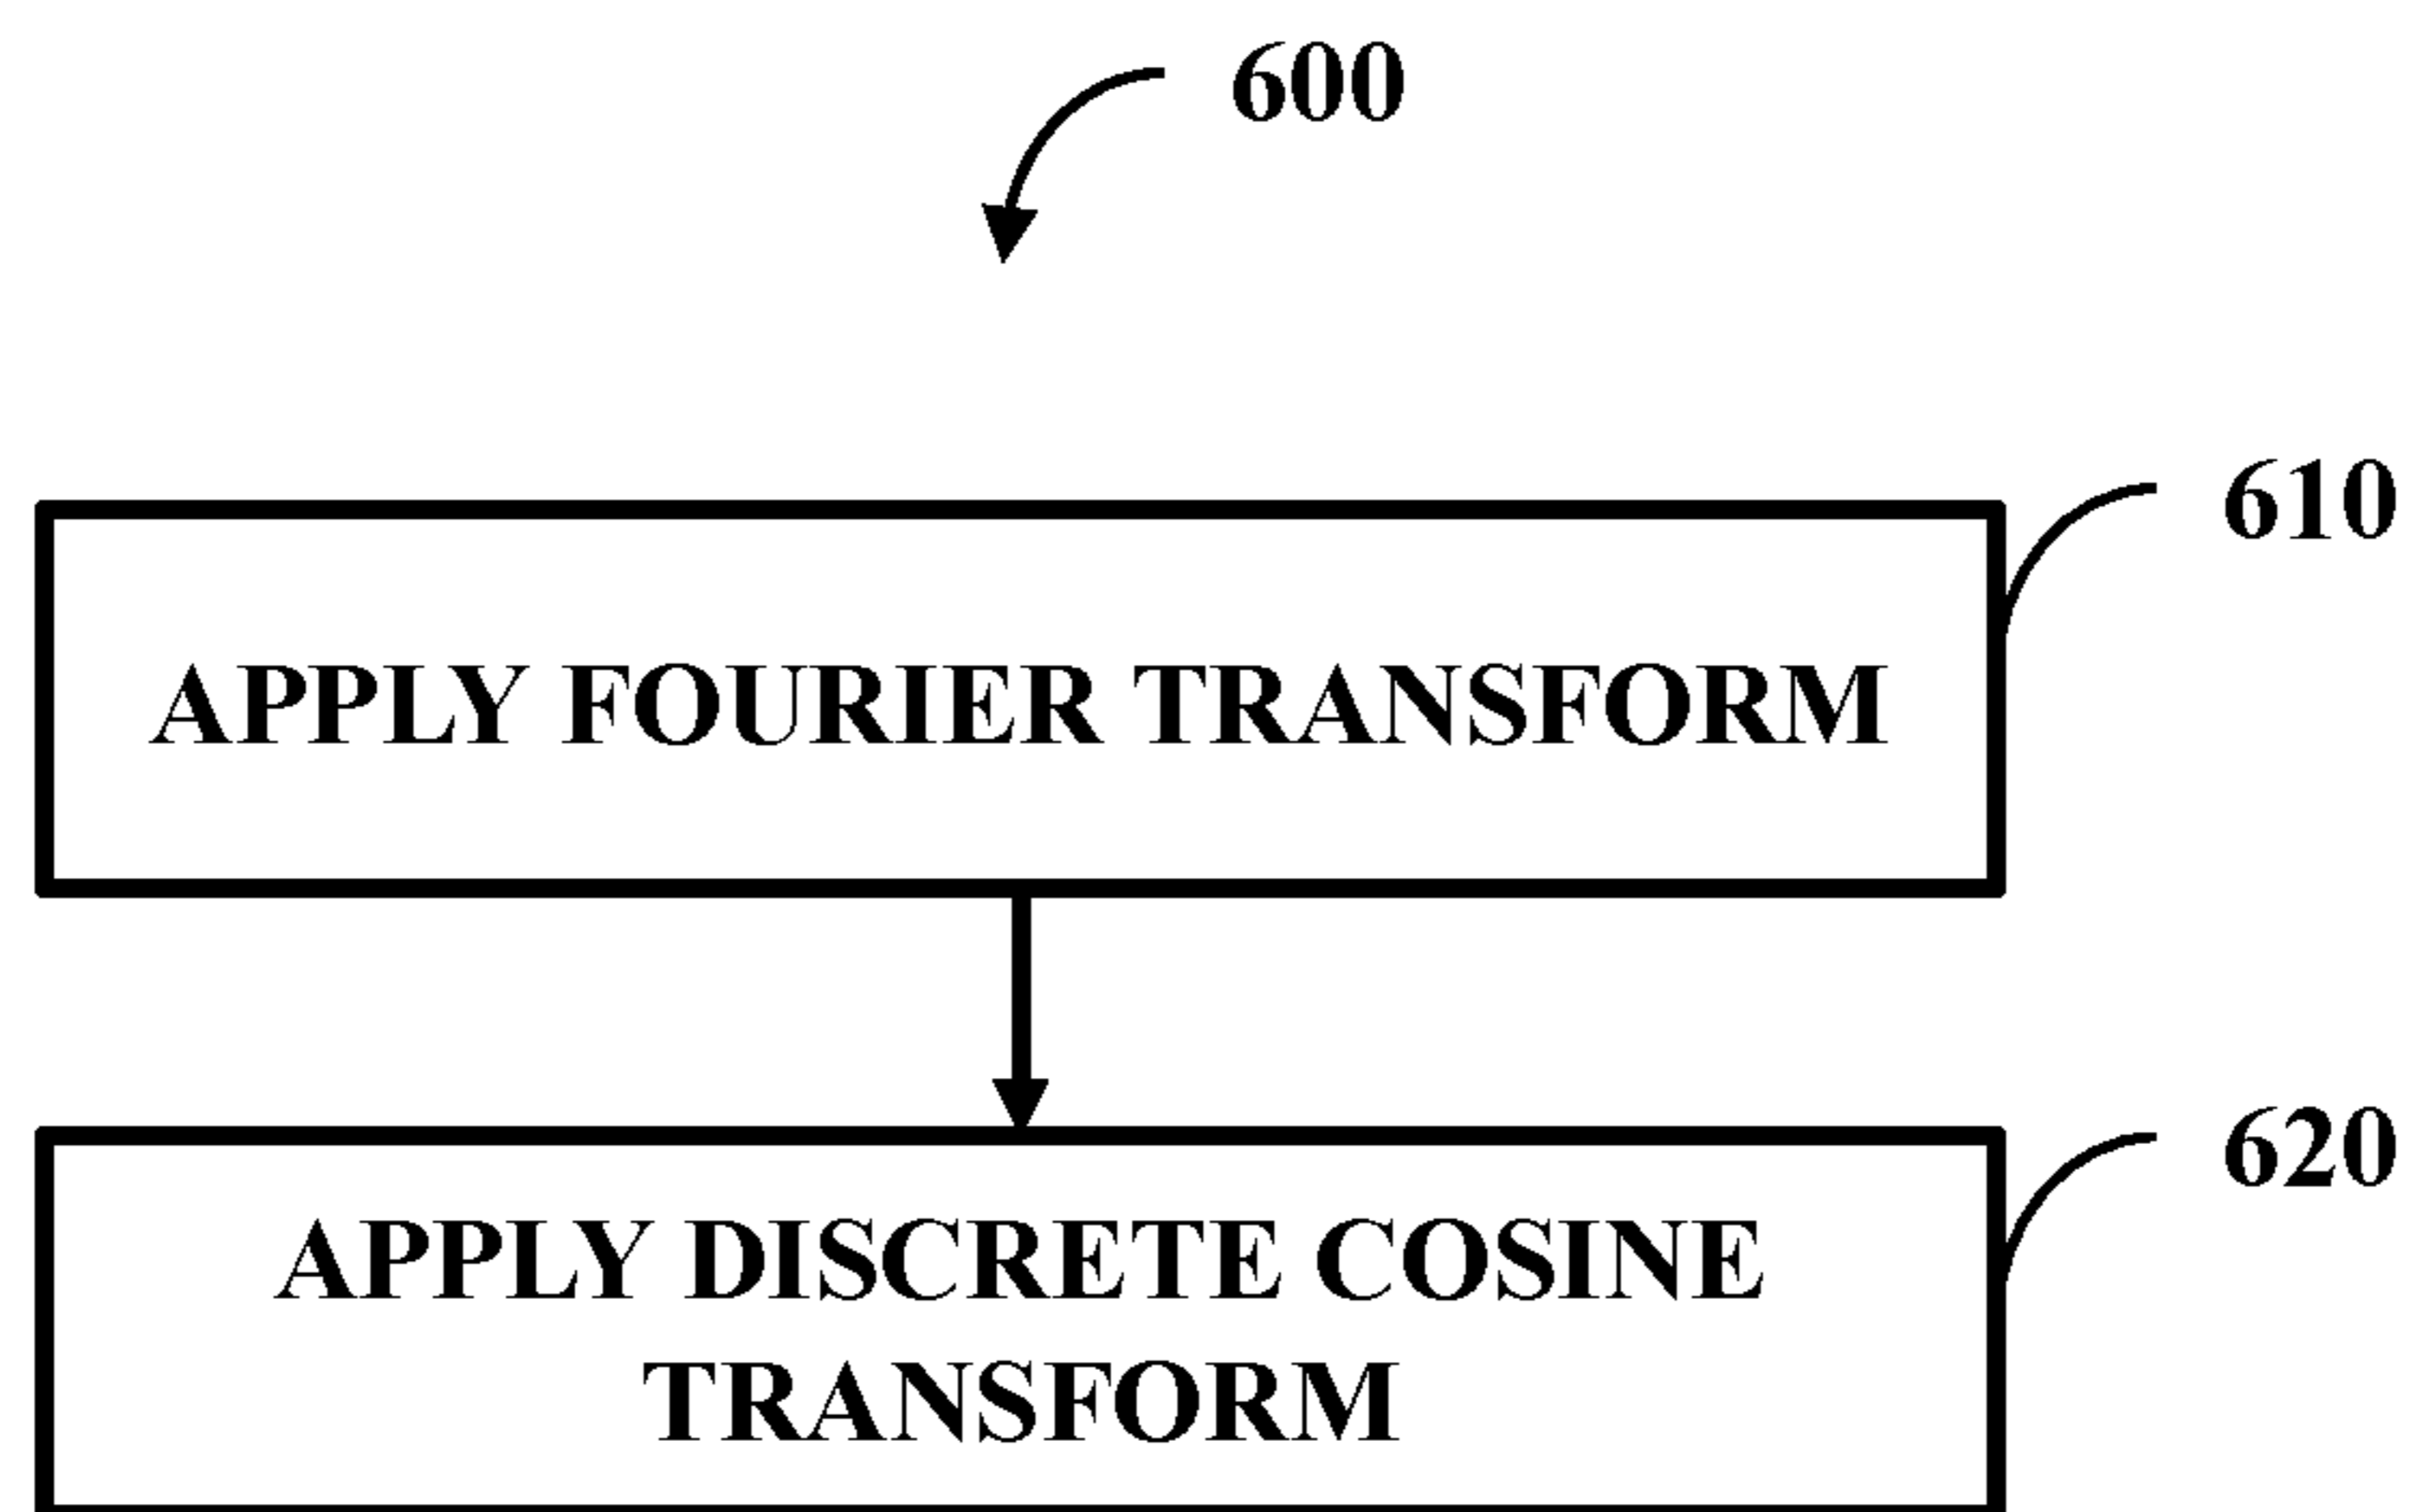 600
610
APPLY FOURIER TRANSFORM
620
APPLY DISCRETE COSINE
TRANSFORM